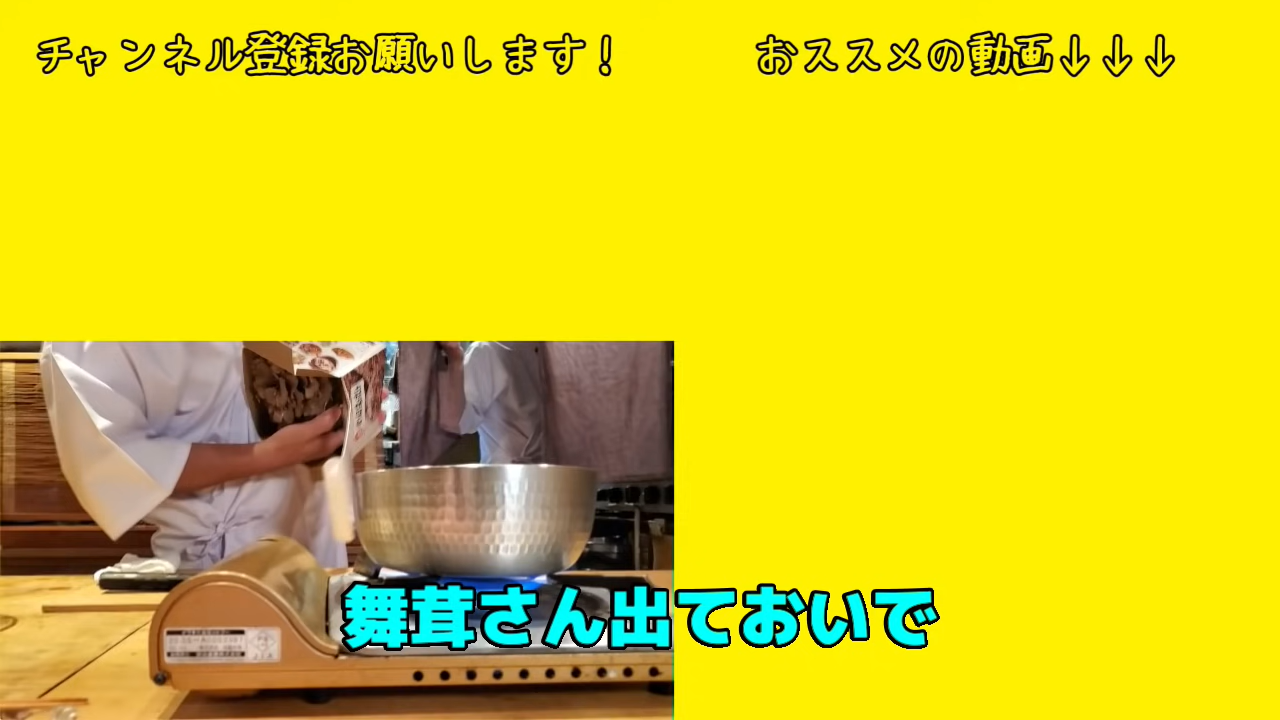 チャンネル登録お願いします！
おススメの動画↓↓↓
舞茸さん出ておいで